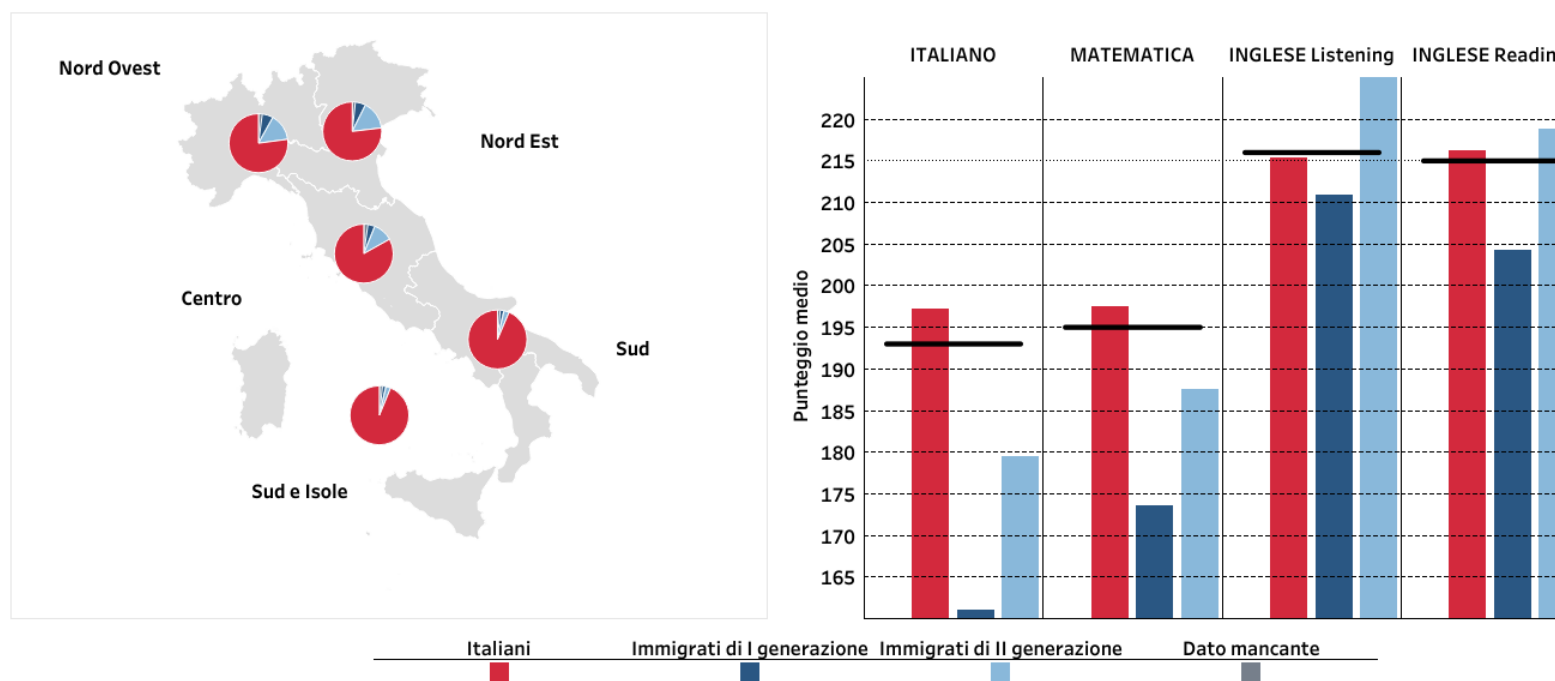 Nord Ovest
Nord Est
Centro
Sud
Sud e Isole
ITALIANO MATEMATICA INGLESE Listening INGLESE Readin
Punteggio medio
220
215
210
205
200
195
190
185
180
175
170
165
Italiani Immigrati di I generazione Immigrati di II generazione Dato mancante